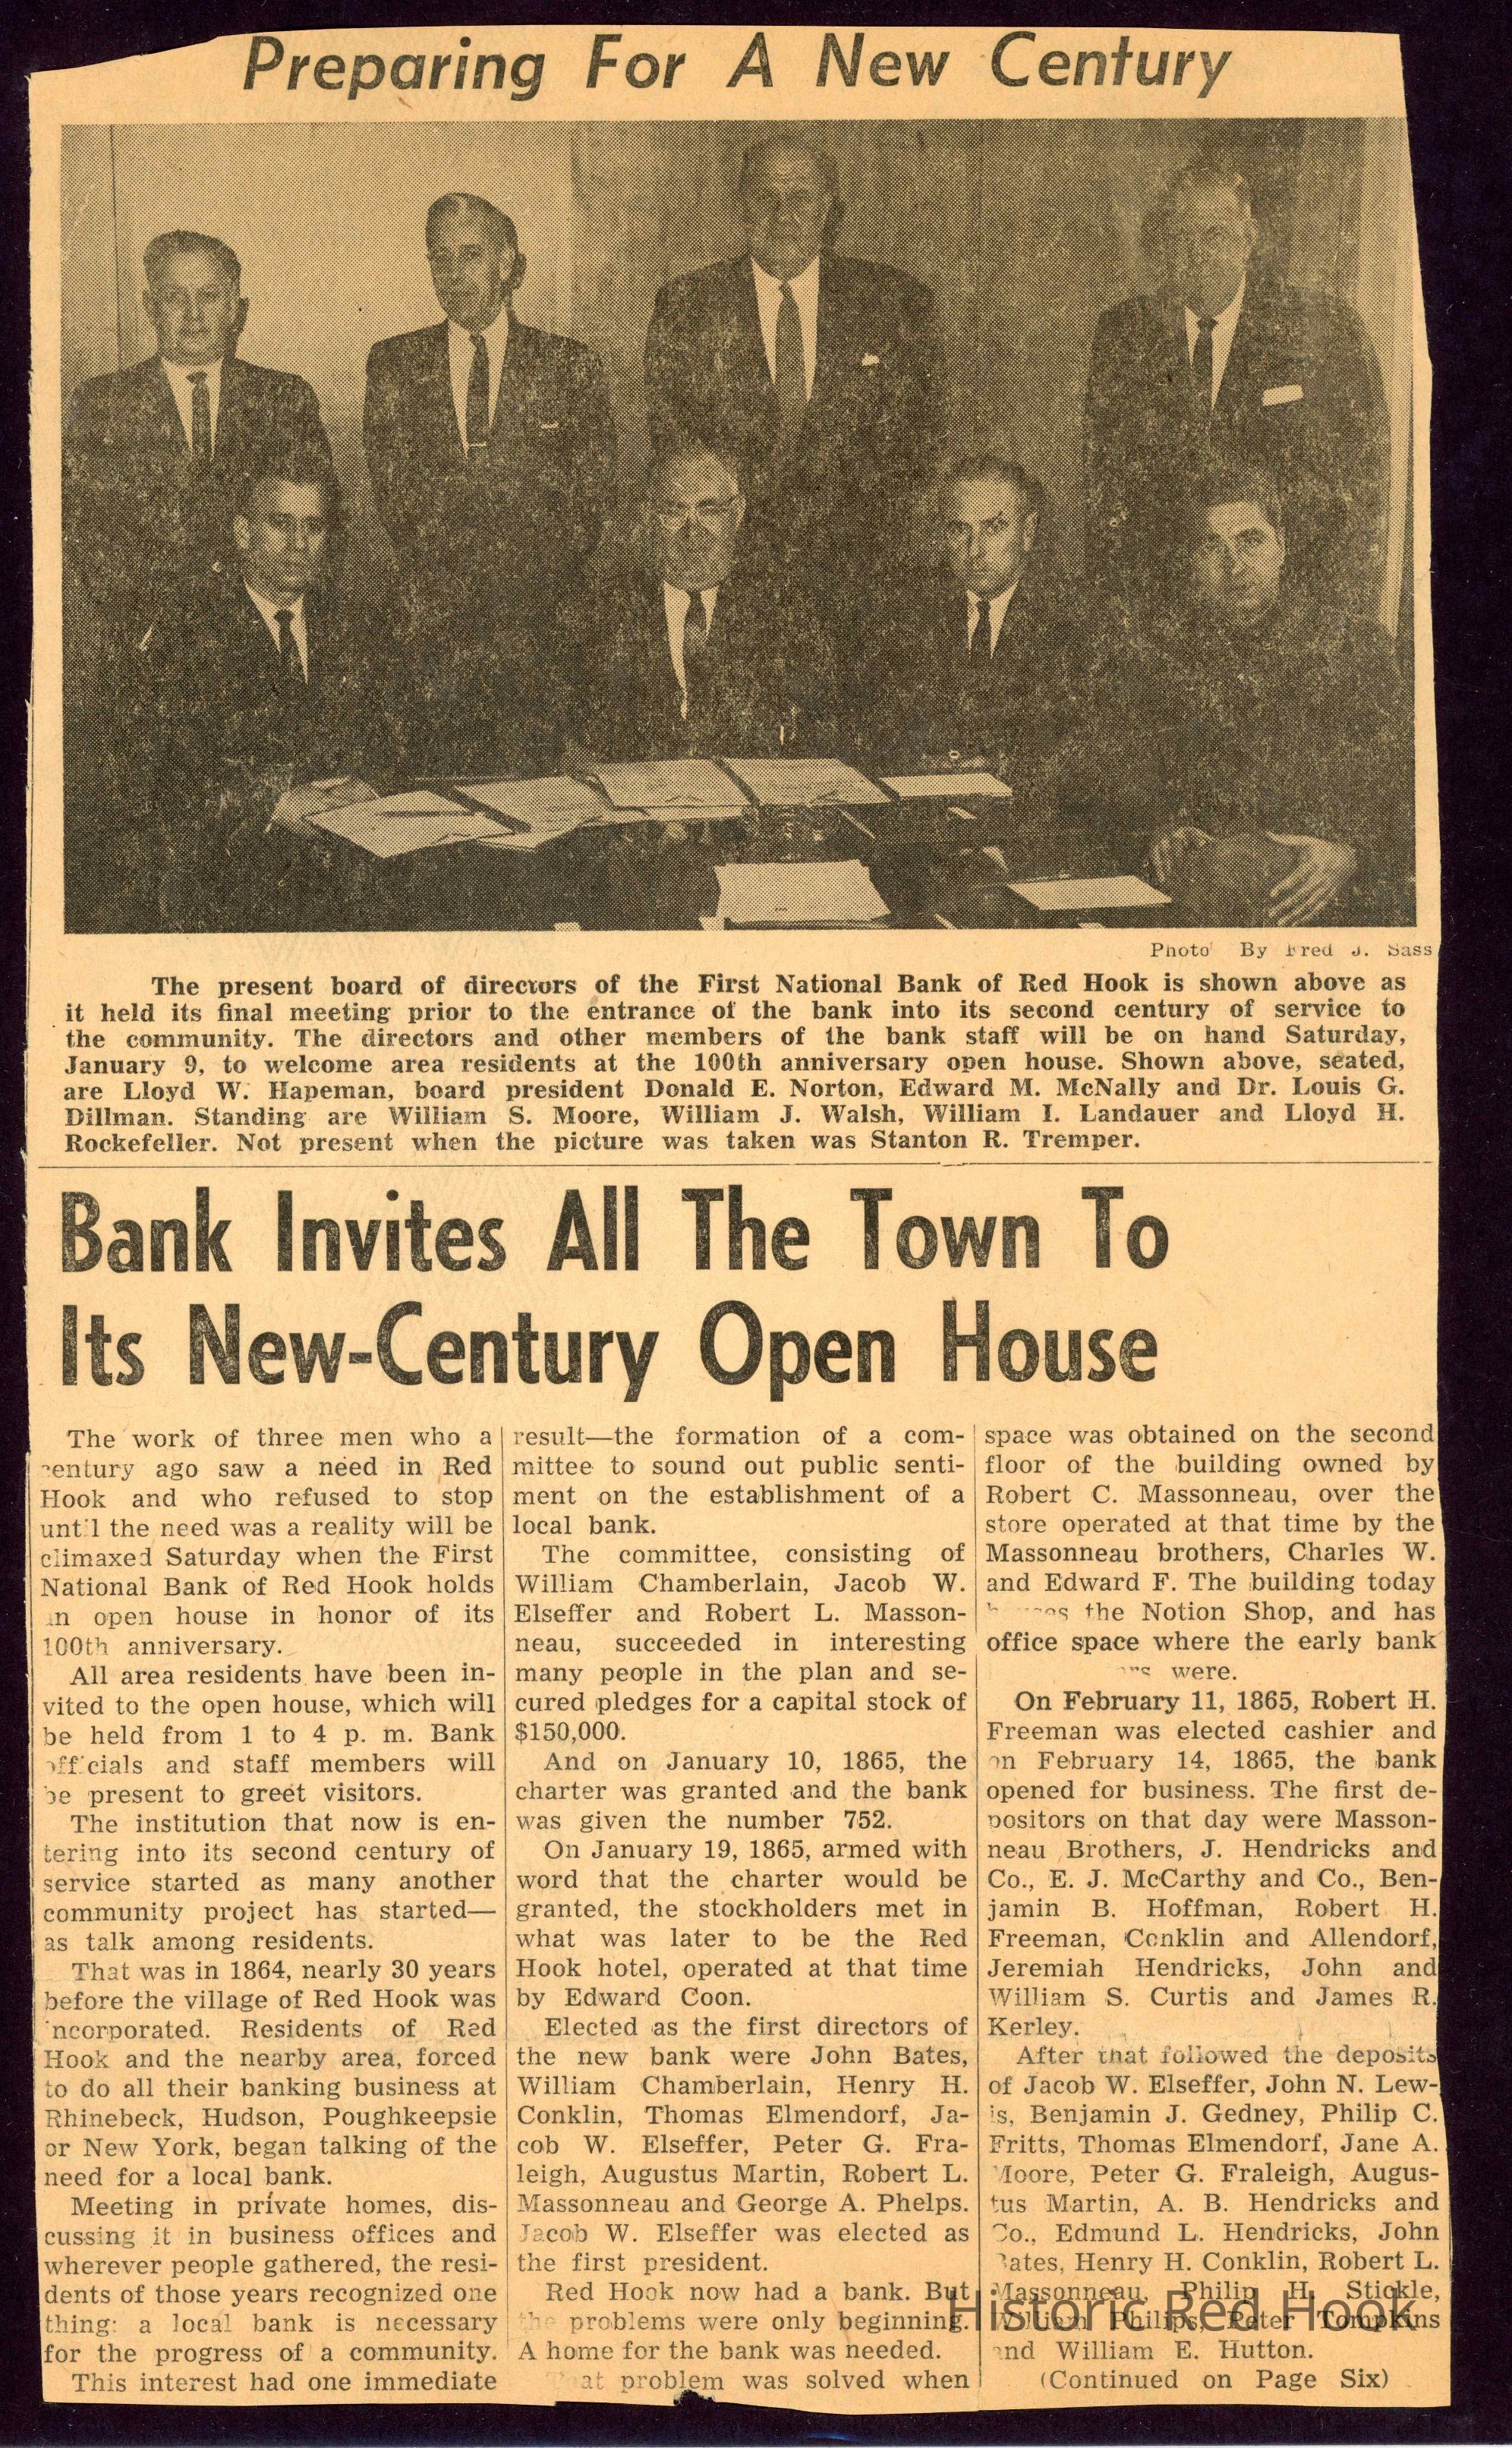 Preparing For A New Century
Photo By Fred J. Sass
The present board of directors of the First National Bank of Red Hook is shown above as
it held its final meeting prior to the entrance of the bank into its second century of service to
the community. The directors and other members of the bank staff will be on hand Saturday,
January 9, to welcome area residents at the 100th anniversary open house. Shown above, seated,
are Lloyd W. Hapeman, board president Donald E. Norton, Edward M. McNally and Dr. Louis G.
Dillman. Standing are William S. Moore, William J. Walsh, William I. Landauer and Lloyd H.
Rockefeller. Not present when the picture was taken was Stanton R. Tremper.
Bank Invites All The Town To
Its New-Century Open House
The work of three men who a
century ago saw a need in Red
Hook and who refused to stop
until the need was a reality will be
climaxed Saturday when the First
National Bank of Red Hook holds
an open house in honor of its
100th anniversary.
All area residents have been in-
vited to the open house, which will
be held from 1 to 4 p. m. Bank
officials and staff members will
be present to greet visitors.
The institution that now is en-
tering into its second century of
service started as many another
community project has started—
as talk among residents.
That was in 1864, nearly 30 years
before the village of Red Hook was
incorporated. Residents of Red
Hook and the nearby area, forced
to do all their banking business at
Rhinebeck, Hudson, Poughkeepsie
or New York, began talking of the
need for a local bank.
Meeting in private homes, dis-
cussing it in business offices and
wherever people gathered, the resi-
dents of those years recognized one
thing: a local bank is necessary
for the progress of a community.
This interest had one immediate
result—the formation of a com-
mittee to sound out public senti-
ment on the establishment of a
local bank.
The committee, consisting of
William Chamberlain, Jacob W.
Elseffer and Robert L. Masson-
neau, succeeded in interesting
many people in the plan and se-
cured pledges for a capital stock of
$150,000.
And on January 10, 1865, the
charter was granted and the bank
was given the number 752.
On January 19, 1865, armed with
word that the charter would be
granted, the stockholders met in
what was later to be the Red
Hook hotel, operated at that time
by Edward Coon.
Elected as the first directors of
the new bank were John Bates,
William Chamberlain, Henry H.
Conklin, Thomas Elmendorf, Ja-
cob W. Elseffer, Peter G. Fra-
leigh, Augustus Martin, Robert L.
Massonneau and George A. Phelps.
Jacob W. Elseffer was elected as
the first president.
Red Hook now had a bank. But
the problems were only beginning.
A home for the bank was needed.
That problem was solved when
space was obtained on the second
floor of the building owned by
Robert C. Massonneau, over the
store operated at that time by the
Massonneau brothers, Charles W.
and Edward F. The building today
the Notion Shop, and has
office space where the early bank
were.
On February 11, 1865, Robert H.
Freeman was elected cashier and
on February 14, 1865, the bank
opened for business. The first de-
positors on that day were Masson-
neau Brothers, J. Hendricks and
Co., E. J. McCarthy and Co., Ben-
jamin B. Hoffman, Robert H.
Freeman, Conklin and Allendorf,
Jeremiah Hendricks, John and
William S. Curtis and James R.
Kerley.
After that followed the deposits
of Jacob W. Elseffer, John N. Lew-
is, Benjamin J. Gedney, Philip C.
Fritts, Thomas Elmendorf, Jane A.
Moore, Peter G. Fraleigh, Augus-
tus Martin, A. B. Hendricks and
Co., Edmund L. Hendricks, John
Bates, Henry H. Conklin, Robert L.
Massonneau, Philip H. Stickle,
William Philips, Peter Tompkins
and William E. Hutton.
(Continued on Page Six)
Historic Red Hook